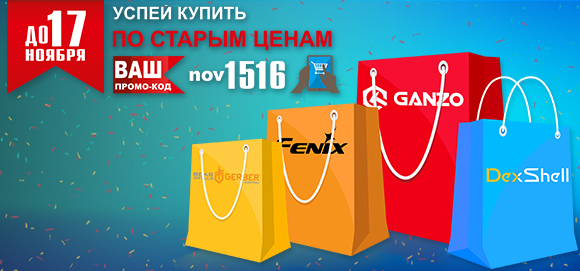 ДО 17
НОЯБРЯ
УСПЕЙ КУПИТЬ
ПО СТАРЫМ ЦЕНАМ
ВАШ
ПРОМО-КОД
nov1516
GANZO
FENIX
GERBER
DexShell